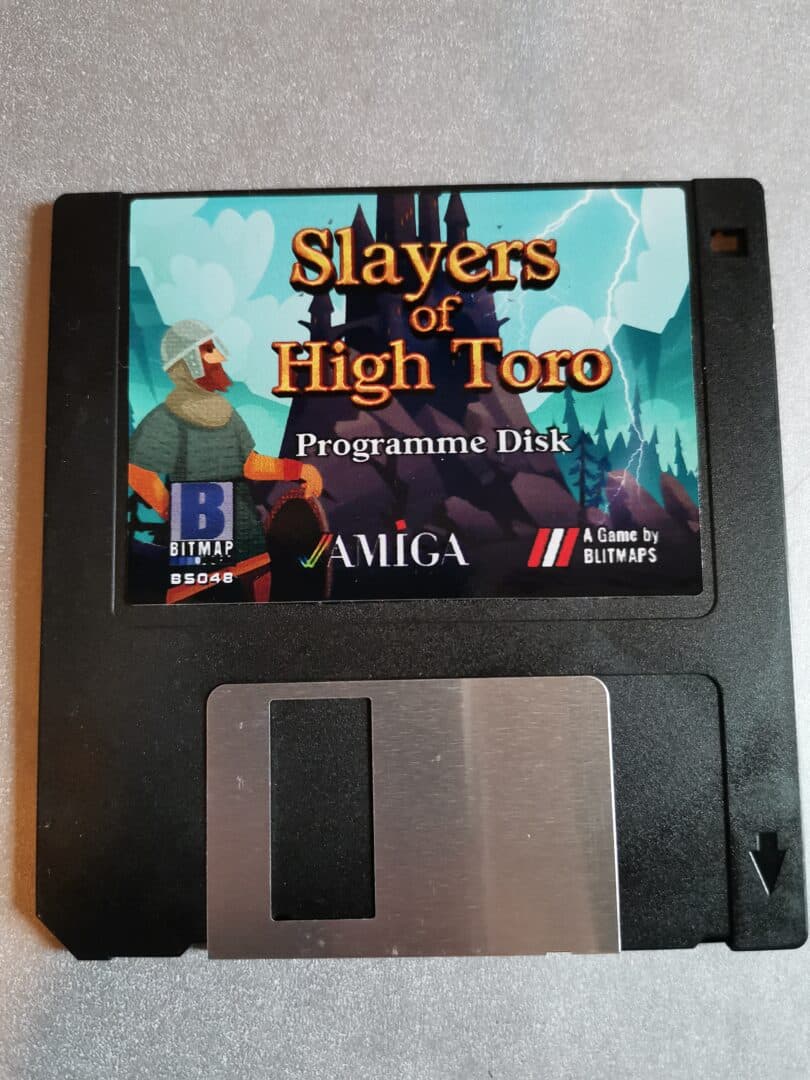 Slayers
of
High Toro
Programme Disk
B
BITMAP
BS048
AMIGA
A Game by
BLITMAPS